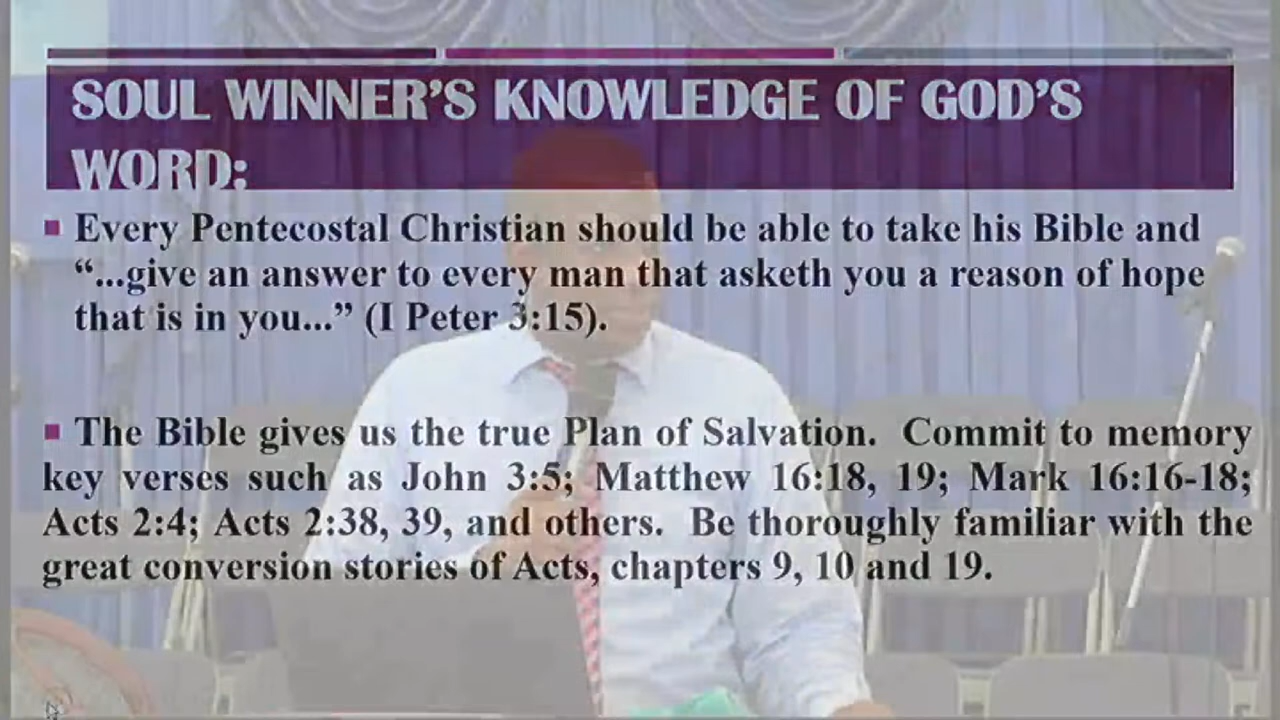 SOUL WINNER'S KNOWLEDGE OF GOD'S
WORD:
Every Pentecostal Christian should be able to take his Bible and
“...give an answer to every man that asketh you a reason of hope
that is in you...” (I Peter 3:15).
The Bible gives us the true Plan of Salvation. Commit to memory
key verses such as John 3:5; Matthew 16:18, 19; Mark 16:16-18;
Acts 2:4; Acts 2:38, 39, and others. Be thoroughly familiar with the
great conversion stories of Acts, chapters 9, 10 and 19.